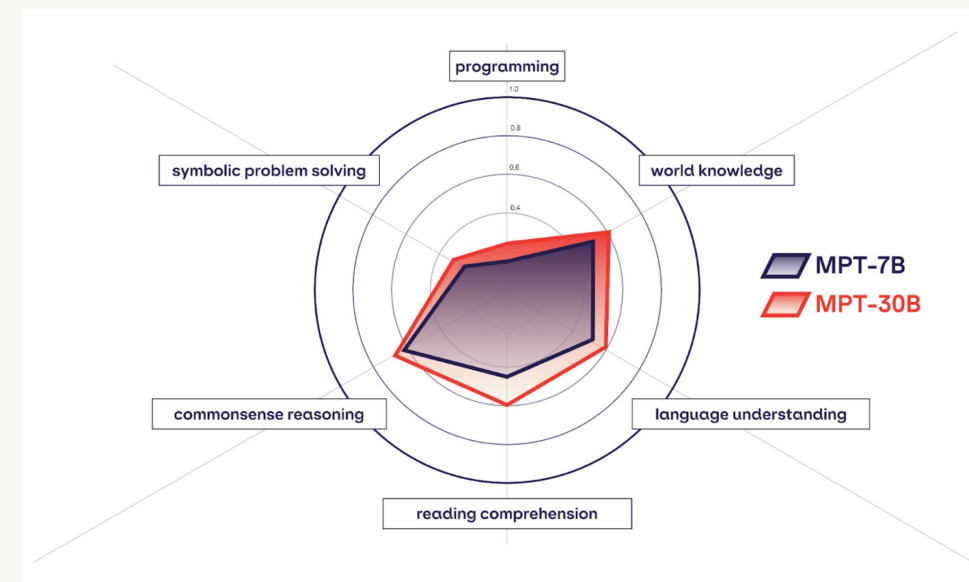 programming
1.0
0.8
symbolic problem solving
world knowledge
0.6
0.4
MPT-7B
MPT-30B
commonsense reasoning
language understanding
reading comprehension